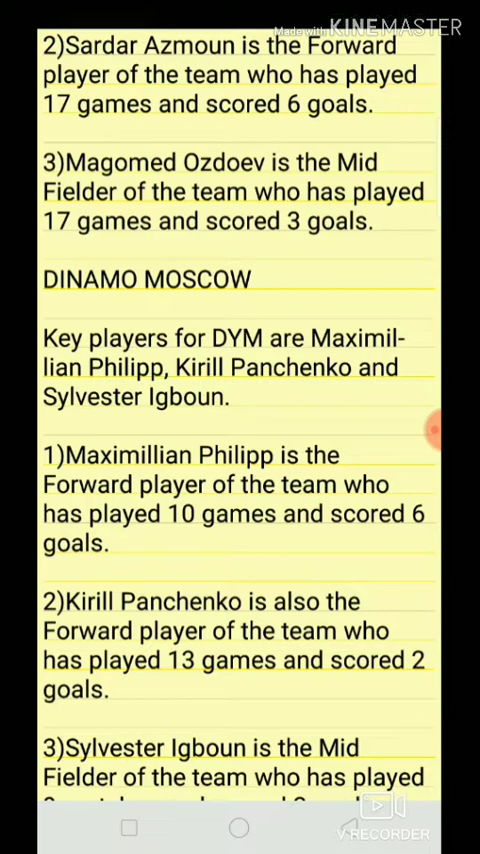 Made with KINEMASTER
2)Sardar Azmoun is the Forward
player of the team who has played
17 games and scored 6 goals.
3)Magomed Ozdoev is the Mid
Fielder of the team who has played
17 games and scored 3 goals.
DINAMO MOSCOW
Key players for DYM are Maximil-
lian Philipp, Kirill Panchenko and
Sylvester Igboun.
1)Maximillian Philipp is the
Forward player of the team who
has played 10 games and scored 6
goals.
2)Kirill Panchenko is also the
Forward player of the team who
has played 13 games and scored 2
goals.
3)Sylvester Igboun is the Mid
Fielder of the team who has played
V·RECORDER